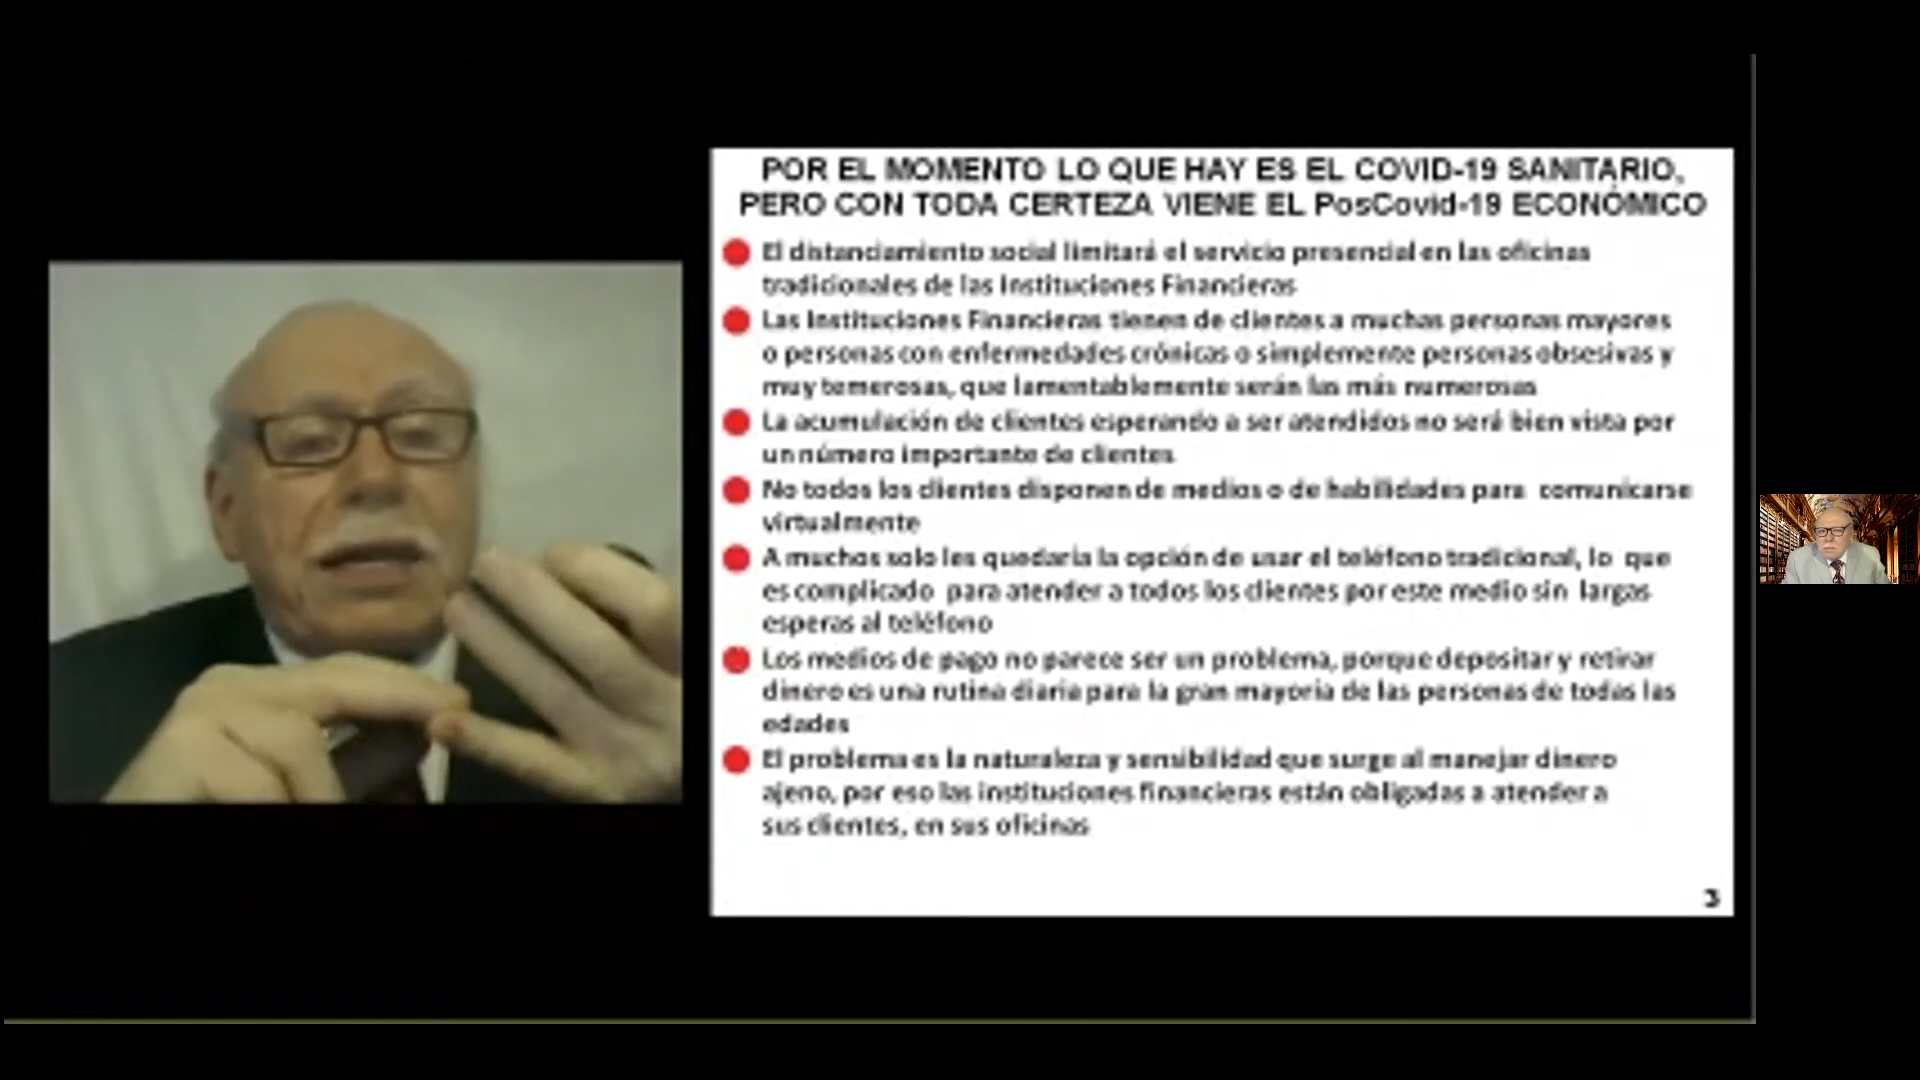 POR EL MOMENTO LO QUE HAY ES EL COVID-19 SANITARIO,
PERO CON TODA CERTEZA VIENE EL PosCovid-19 ECONÓMICO
El distanciamiento social limitará el servicio presencial en las oficinas
tradicionales de las Instituciones Financieras
Las Instituciones Financieras tienen de clientes a muchas personas mayores
o personas con enfermedades crónicas o simplemente personas obsesivas y
muy temerosas, que lamentablemente serán las más numerosas
La acumulación de clientes esperando a ser atendidos no será bien vista por
un número importante de clientes
No todos los clientes disponen de medios o de habilidades para comunicarse
virtualmente
A muchos solo les quedaría la opción de usar el teléfono tradicional, lo que
es complicado para atender a todos los clientes por este medio sin largas
esperas al teléfono
Los medios de pago no parece ser un problema, porque depositar y retirar
dinero es una rutina diaria para la gran mayoría de las personas de todas las
edades
El problema es la naturaleza y sensibilidad que surge al manejar dinero
ajeno, por eso las instituciones financieras están obligadas a atender a
sus clientes, en sus oficinas
3